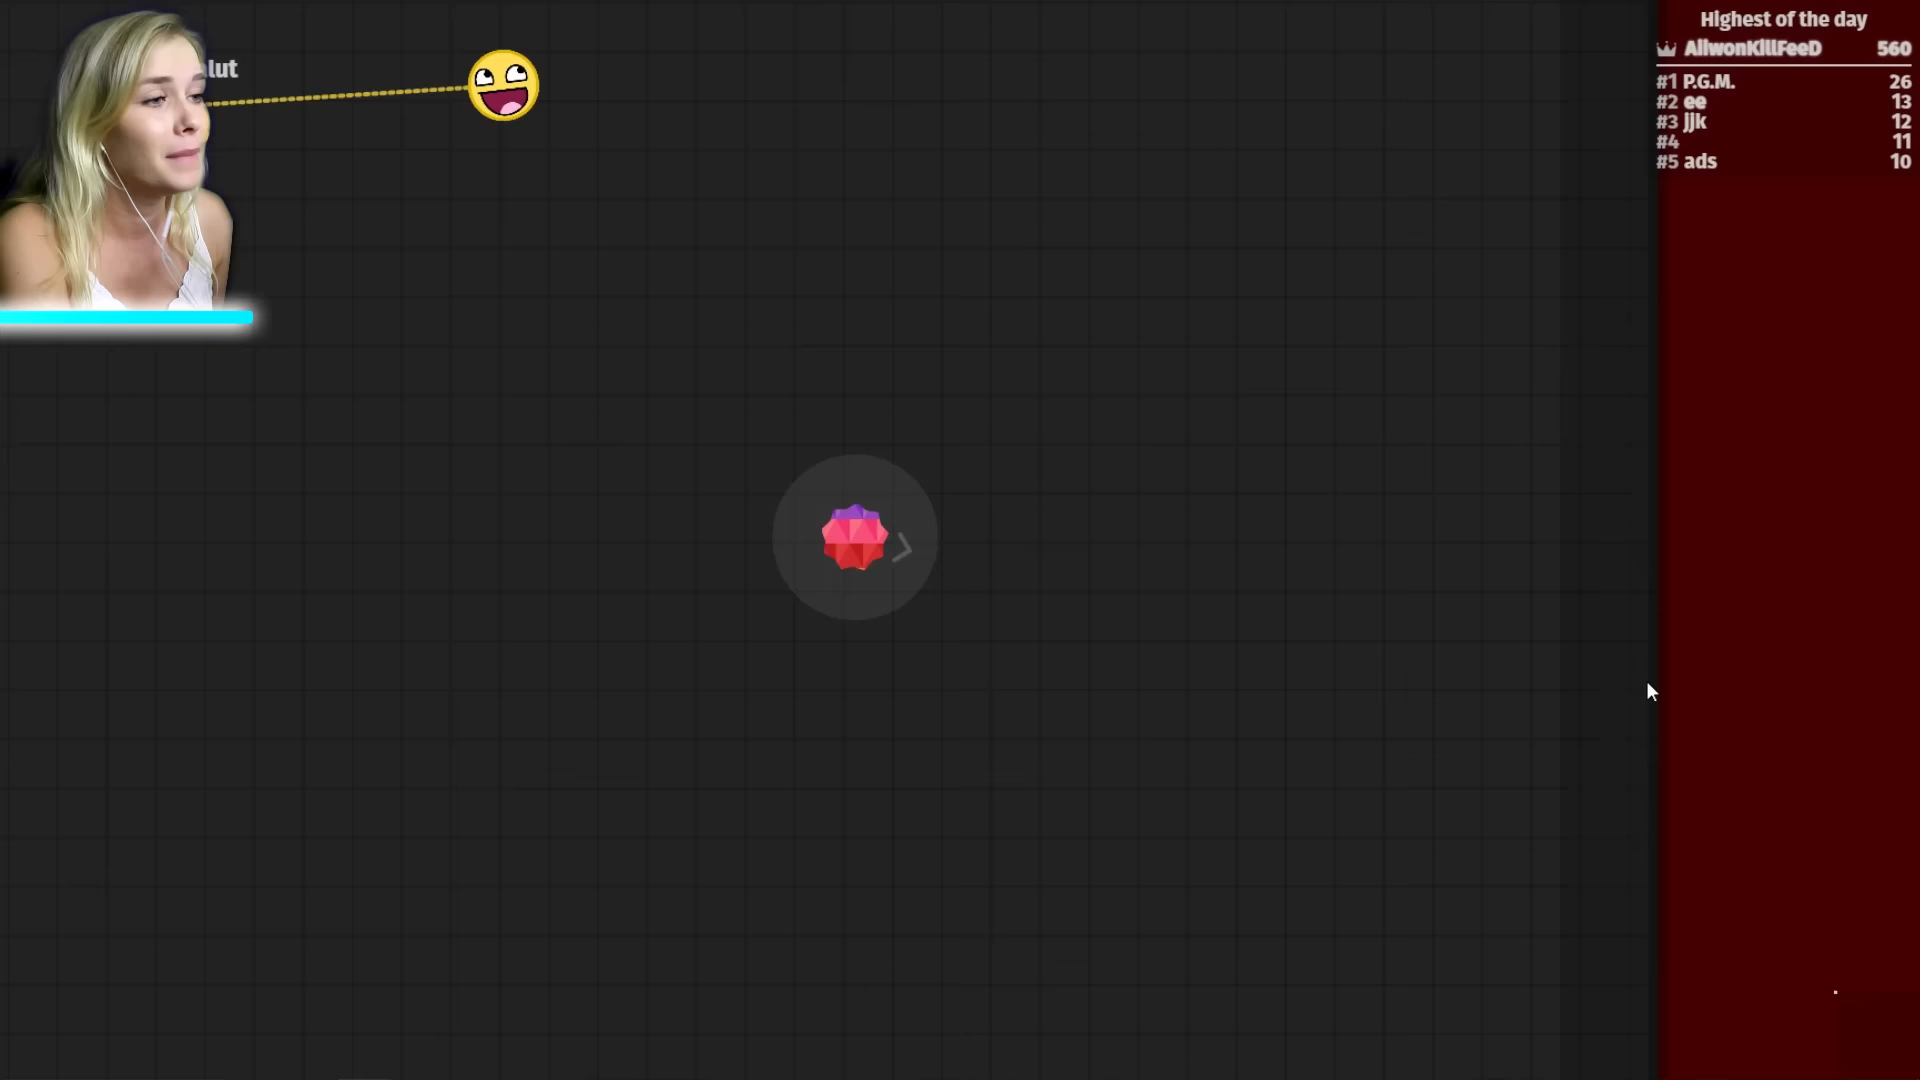 lut
Highest of the day
AilwonKillFeeD 560
#1 P.G.M. 26
#2 ee 13
#3 jjk 12
#4 11
#5 ads 10